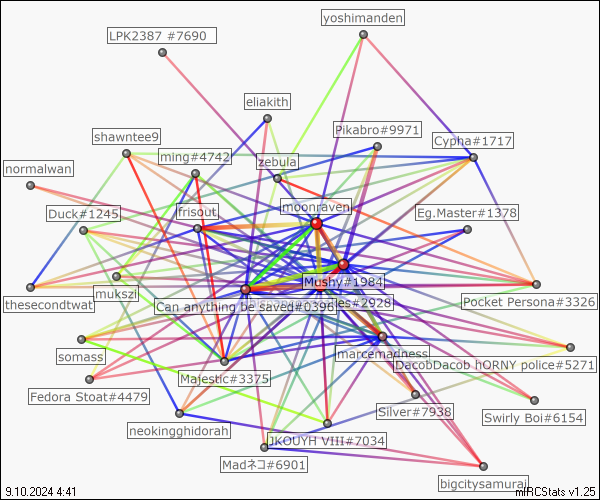 yoshimanden
LPK2387 #7690
eliakith
Pikabro#9971
shawntee9
Cypha#1717
ming#4742
zebula
normalwan
moonraven
Duck#1245
frisout
Eg.Master#1378
Mushy#1984
thesecondtwat
mukszi
Can anything be saved#0396
es#2928
Pocket Persona#3326
somass
marcemadness
DacobDacob hORNY police#5271
Majestic#3375
Fedora Stoat#4479
Silver#7938
Swirly Boi#6154
neokingghidorah
JKOUYH VIII#7034
Madネコ#6901
bigcitysamurai
9.10.2024 4:41
mIRCStats v1.25